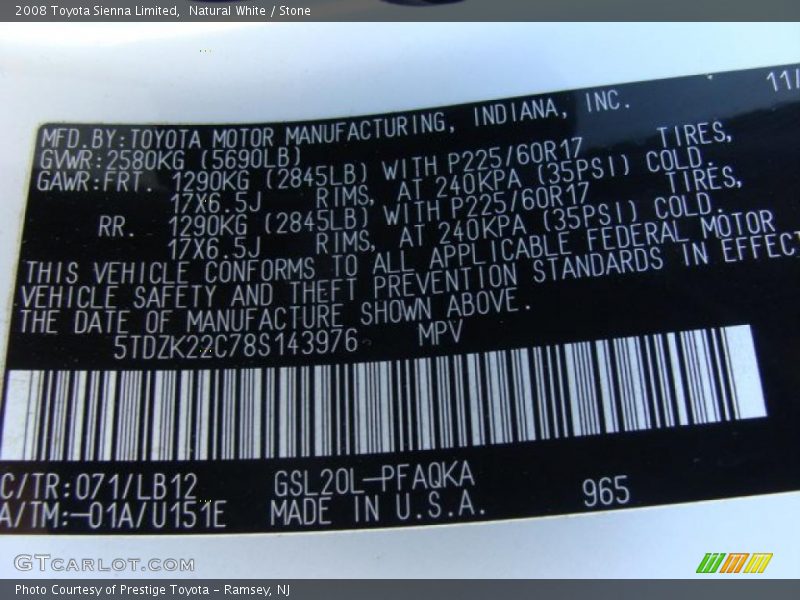 2008 Toyota Sienna Limited, Natural White / Stone
11/
MFD.BY:TOYOTA MOTOR MANUFACTURING, INDIANA, INC.
GVWR:2580KG (5690LB)
GAWR:FRT. 1290KG (2845LB) WITH P225/60R17 TIRES,
17X6.5J RIMS, AT 240KPA (35PSI) COLD.
RR. 1290KG (2845LB) WITH P225/60R17 TIRES,
17X6.5J RIMS, AT 240KPA (35PSI) COLD.
THIS VEHICLE CONFORMS TO ALL APPLICABLE FEDERAL MOTOR
VEHICLE SAFETY AND THEFT PREVENTION STANDARDS IN EFFECT
THE DATE OF MANUFACTURE SHOWN ABOVE.
5TDZK22C78S143976 MPV
C/TR:071/LB12 GSL20L-PFAQKA 965
A/TM:-01A/U151E MADE IN U.S.A.
GTCARLOT.COM
Photo Courtesy of Prestige Toyota - Ramsey, NJ